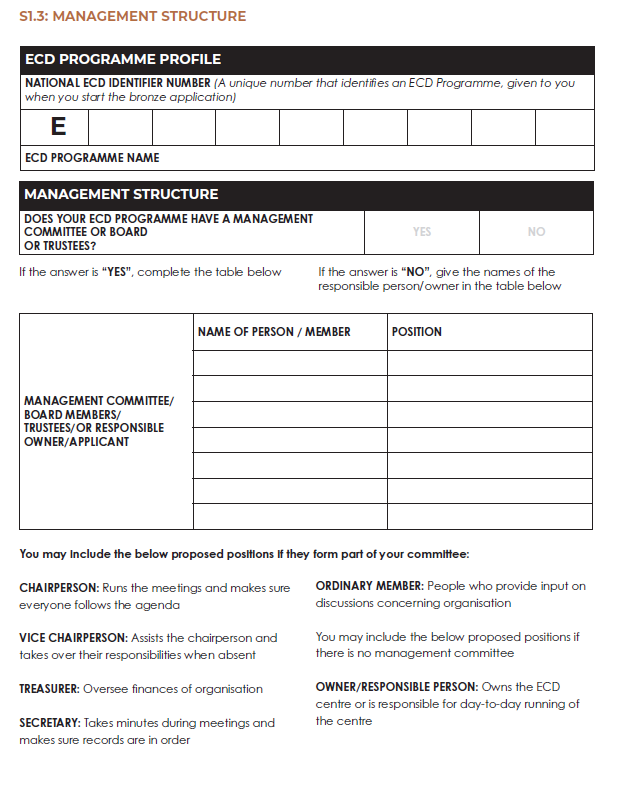 S1.3: MANAGEMENT STRUCTURE
ECD PROGRAMME PROFILE
NATIONAL ECD IDENTIFIER NUMBER (A unique number that identifies an ECD Programme, given to you
when you start the bronze application)
E
ECD PROGRAMME NAME
MANAGEMENT STRUCTURE
DOES YOUR ECD PROGRAMME HAVE A MANAGEMENT
COMMITTEE OR BOARD
OR TRUSTEES?
YES
NO
If the answer is “YES”, complete the table below
If the answer is “NO”, give the names of the
responsible person/owner in the table below
NAME OF PERSON / MEMBER
POSITION
MANAGEMENT COMMITTEE/
BOARD MEMBERS/
TRUSTEES/OR RESPONSIBLE
OWNER/APPLICANT
You may include the below proposed positions if they form part of your committee:
CHAIRPERSON: Runs the meetings and makes sure
everyone follows the agenda
VICE CHAIRPERSON: Assists the chairperson and
takes over their responsibilities when absent
TREASURER: Oversee finances of organisation
SECRETARY: Takes minutes during meetings and
makes sure records are in order
ORDINARY MEMBER: People who provide input on
discussions concerning organisation
You may include the below proposed positions if
there is no management committee
OWNER/RESPONSIBLE PERSON: Owns the ECD
centre or is responsible for day-to-day running of
the centre